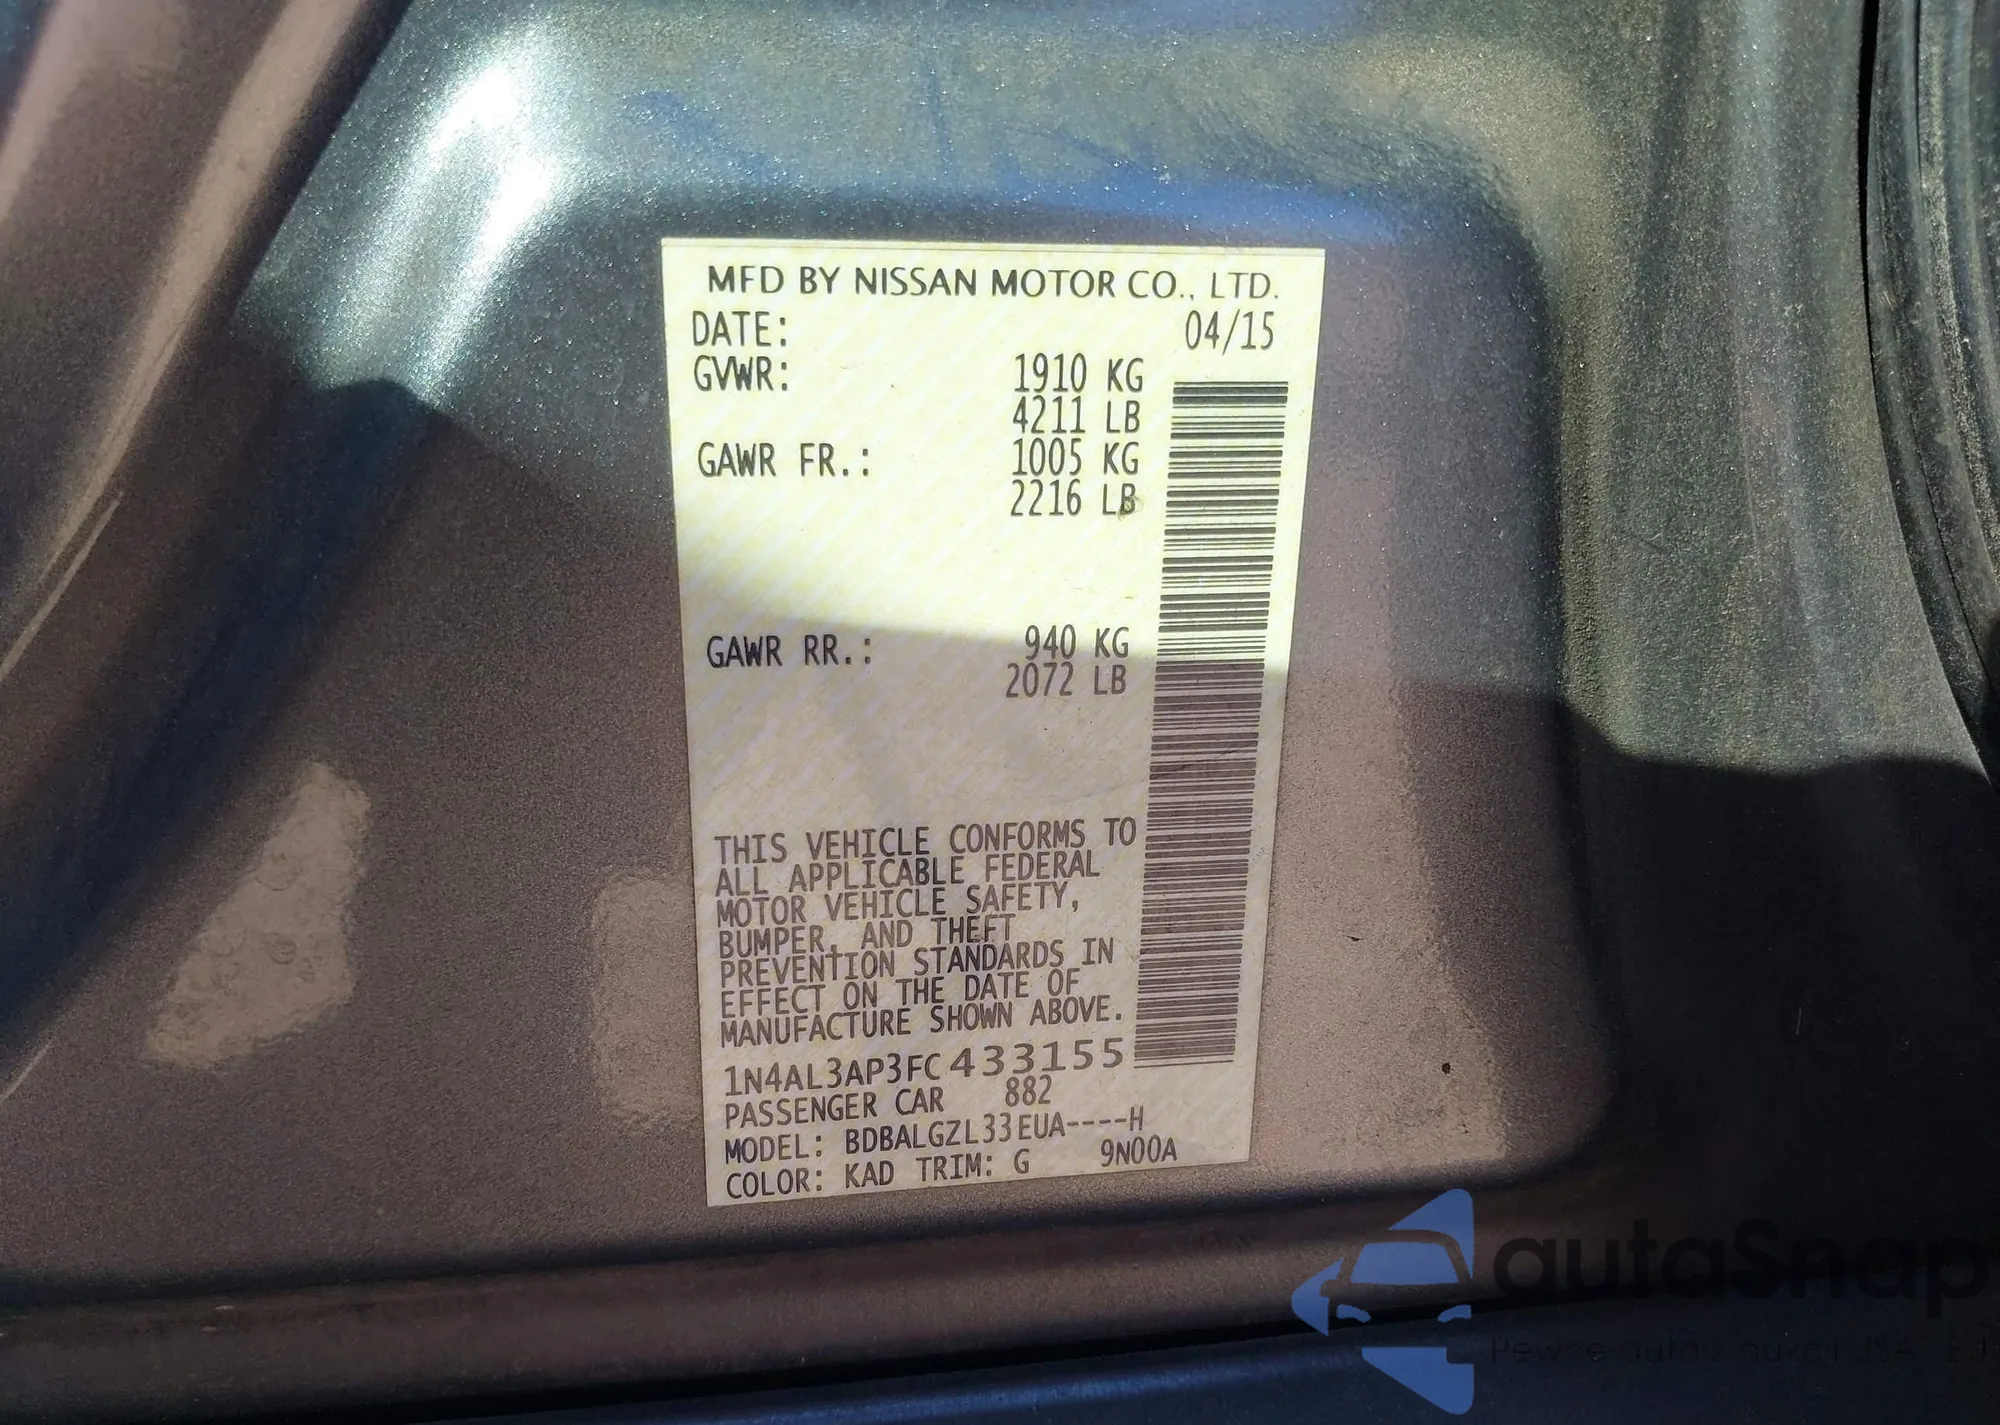 MFD BY NISSAN MOTOR CO., LTD.
DATE: 04/15
GVWR: 1910 KG
4211 LB
GAWR FR.: 1005 KG
2216 LB
GAWR RR.: 940 KG
2072 LB
THIS VEHICLE CONFORMS TO
ALL APPLICABLE FEDERAL
MOTOR VEHICLE SAFETY,
BUMPER, AND THEFT
PREVENTION STANDARDS IN
EFFECT ON THE DATE OF
MANUFACTURE SHOWN ABOVE.
1N4AL3AP3FC433155
PASSENGER CAR 882
MODEL: BDBALGZL33EUA----H
COLOR: KAD TRIM: G 9N00A
autaSnap
Pewne auta